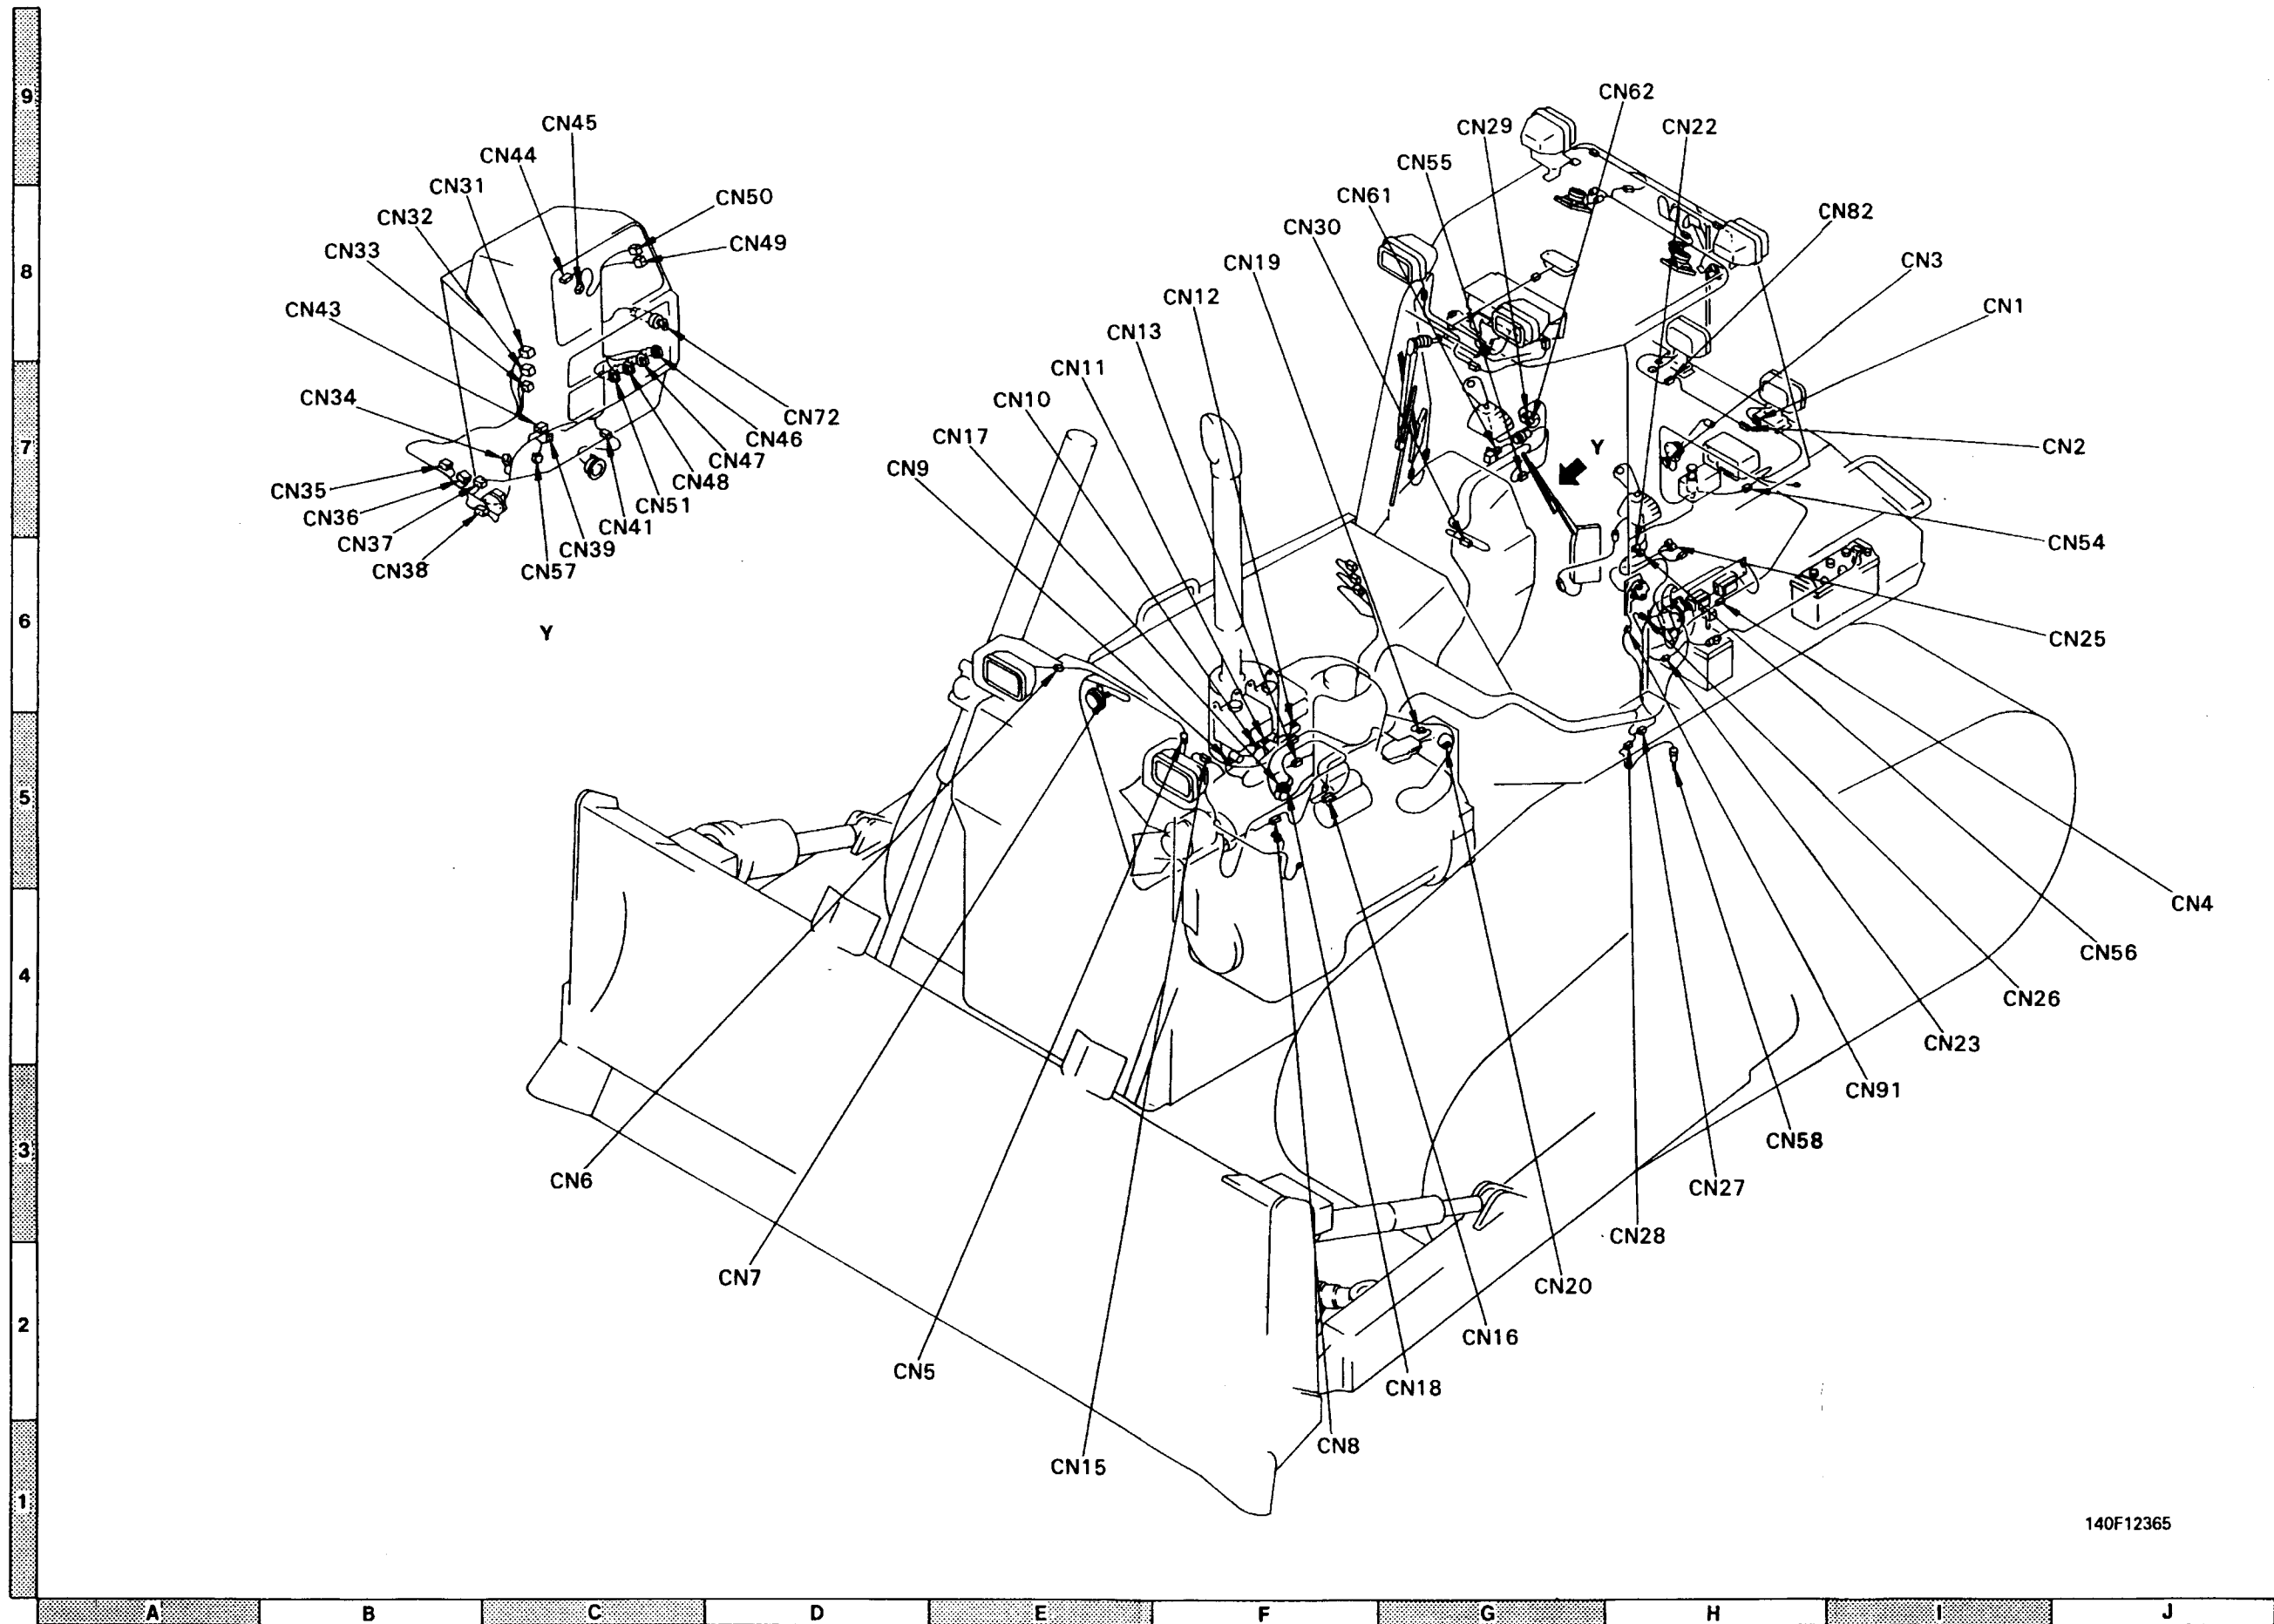 9
8
7
6
5
4
3
2
1
CN62
CN45
CN29
CN22
CN44
CN55
CN31
CN61
CN50
CN32
CN30
CN82
CN49
CN33
CN19
CN3
CN12
CN43
CN13
CN1
CN11
CN34
CN10
CN72
CN17
CN46
CN2
CN9
CN47
Y
CN48
CN35
CN51
CN36
CN41
CN37
CN39
CN54
CN38
CN57
Y
CN25
CN4
CN56
CN26
CN23
CN91
CN58
CN6
CN27
CN28
CN7
CN20
CN16
CN5
CN18
CN8
CN15
140F12365
A B C D E F G H I J